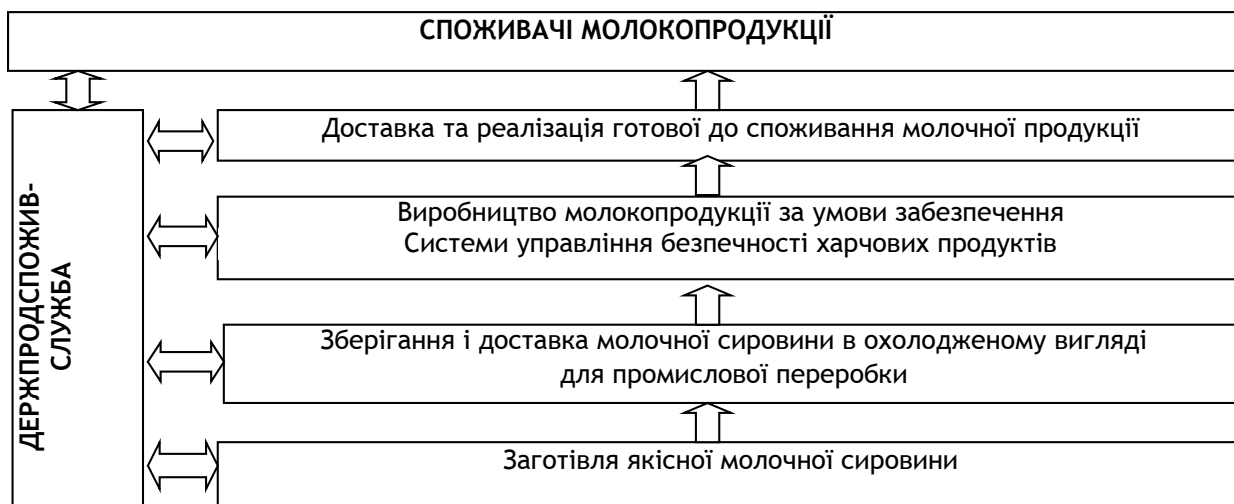 СПОЖИВАЧІ МОЛОКОПРОДУКЦІЇ
Доставка та реалізація готової до споживання молочної продукції
Виробництво молокопродукції за умови забезпечення
Системи управління безпечності харчових продуктів
Зберігання і доставка молочної сировини в охолодженому вигляді
для промислової переробки
Заготівля якісної молочної сировини
ДЕРЖПРОДСПОЖИВ-
СЛУЖБА